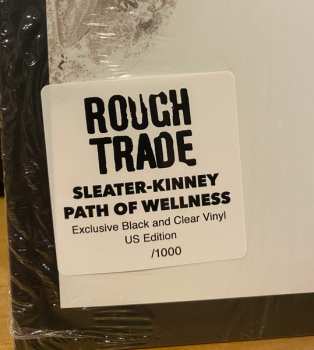 ROUGH
TRADE
SLEATER-KINNEY
PATH OF WELLNESS
Exclusive Black and Clear Vinyl
US Edition
/1000